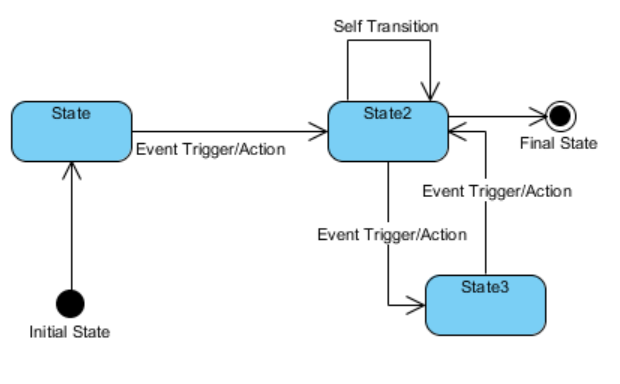 Self Transition
State
State2
Event Trigger/Action
Final State
Event Trigger/Action
Event Trigger/Action
State3
Initial State